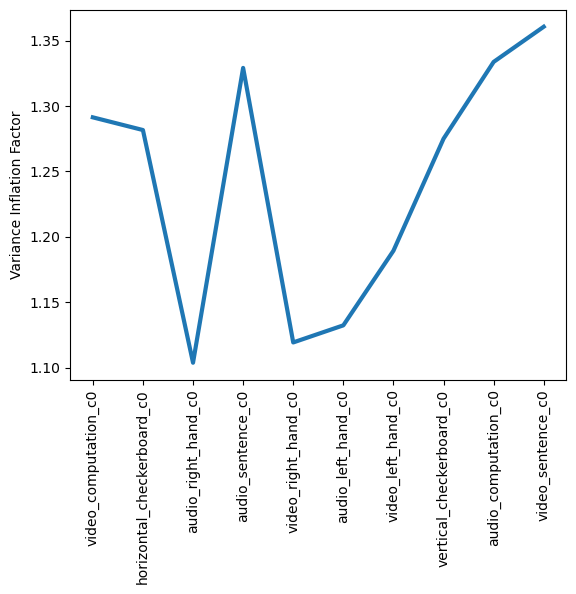 Variance Inflation Factor
1.35
1.30
1.25
1.20
1.15
1.10
video_computation_c0
horizontal_checkerboard_c0
audio_right_hand_c0
audio_sentence_c0
video_right_hand_c0
audio_left_hand_c0
video_left_hand_c0
vertical_checkerboard_c0
audio_computation_c0
video_sentence_c0